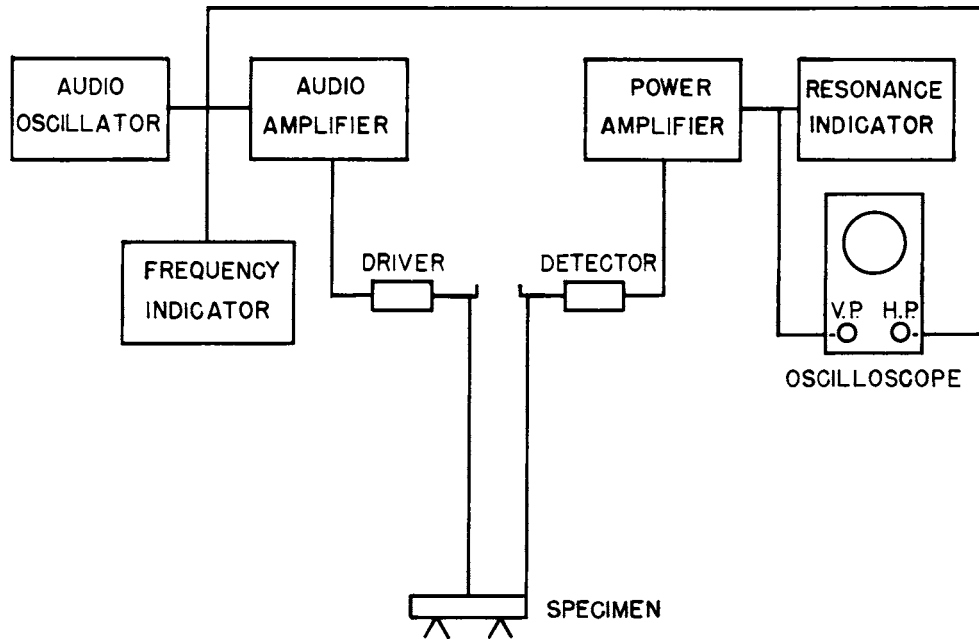 AUDIO
OSCILLATOR
AUDIO
AMPLIFIER
POWER
AMPLIFIER
RESONANCE
INDICATOR
FREQUENCY
INDICATOR
DRIVER
DETECTOR
V.P.
H.P.
OSCILLOSCOPE
SPECIMEN